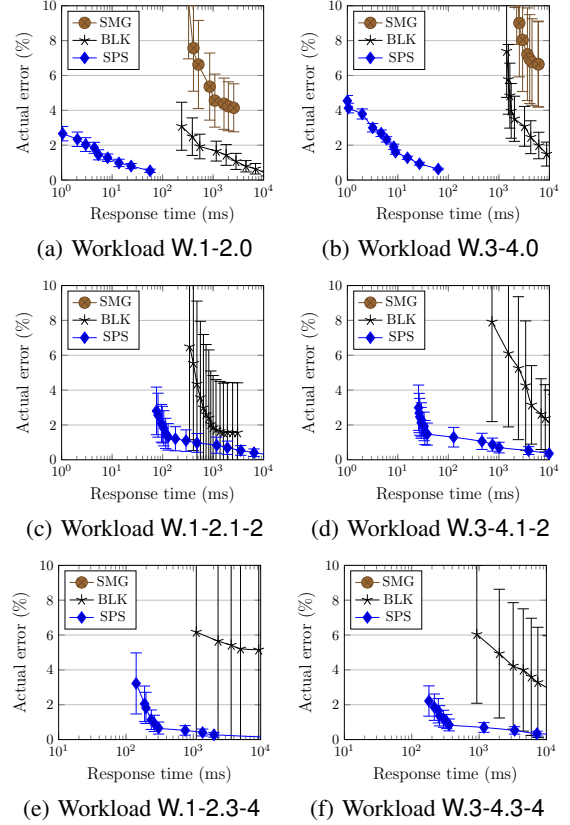 Actual error (%)
10
8
6
4
2
0
SMG
BLK
SPS
10^0 10^1 10^2 10^3 10^4
Response time (ms)
(a) Workload W.1-2.0
Actual error (%)
10
8
6
4
2
0
SMG
BLK
SPS
10^0 10^1 10^2 10^3 10^4
Response time (ms)
(b) Workload W.3-4.0
Actual error (%)
10
8
6
4
2
0
SMG
BLK
SPS
10^0 10^1 10^2 10^3 10^4
Response time (ms)
(c) Workload W.1-2.1-2
Actual error (%)
10
8
6
4
2
0
SMG
BLK
SPS
10^0 10^1 10^2 10^3 10^4
Response time (ms)
(d) Workload W.3-4.1-2
Actual error (%)
10
8
6
4
2
0
SMG
BLK
SPS
10^1 10^2 10^3 10^4
Response time (ms)
(e) Workload W.1-2.3-4
Actual error (%)
10
8
6
4
2
0
SMG
BLK
SPS
10^1 10^2 10^3 10^4
Response time (ms)
(f) Workload W.3-4.3-4